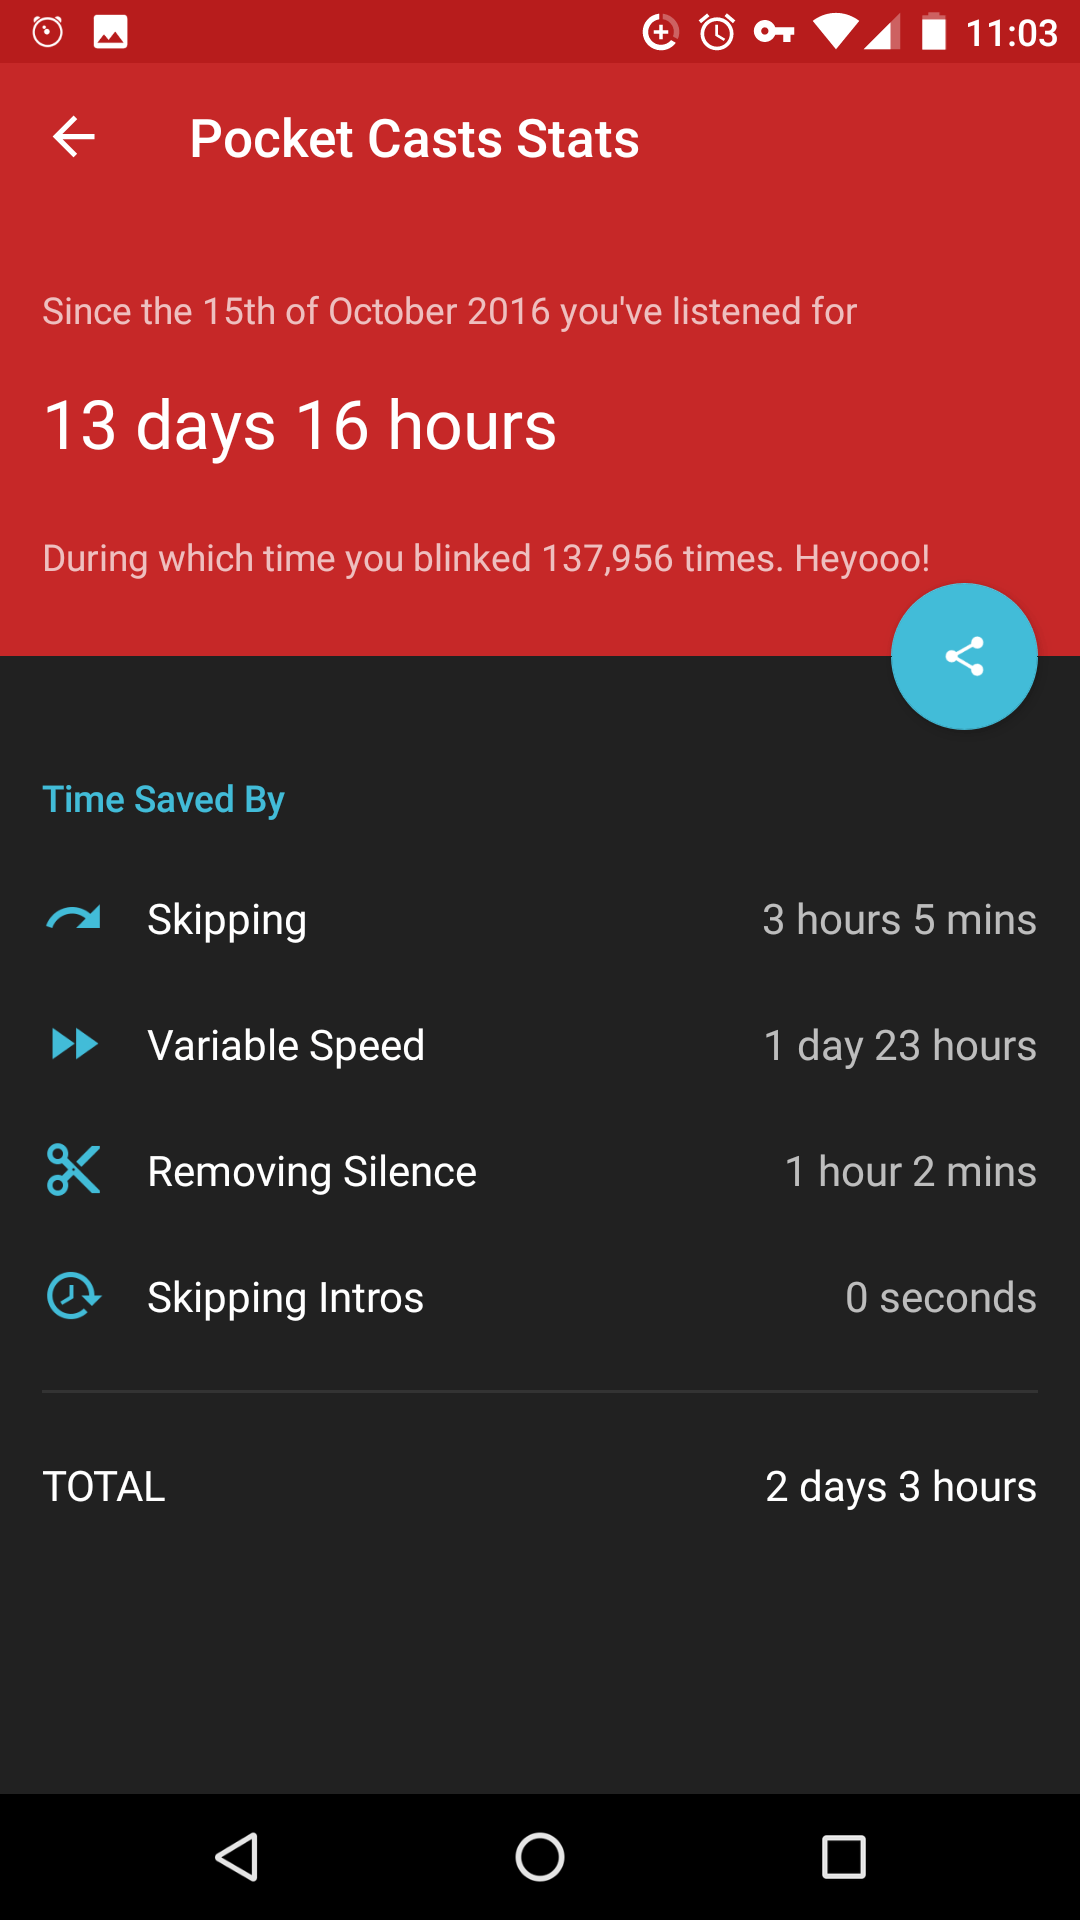 11:03
Pocket Casts Stats
Since the 15th of October 2016 you've listened for
13 days 16 hours
During which time you blinked 137,956 times. Heyooo!
Time Saved By
Skipping 3 hours 5 mins
Variable Speed 1 day 23 hours
Removing Silence 1 hour 2 mins
Skipping Intros 0 seconds
TOTAL 2 days 3 hours